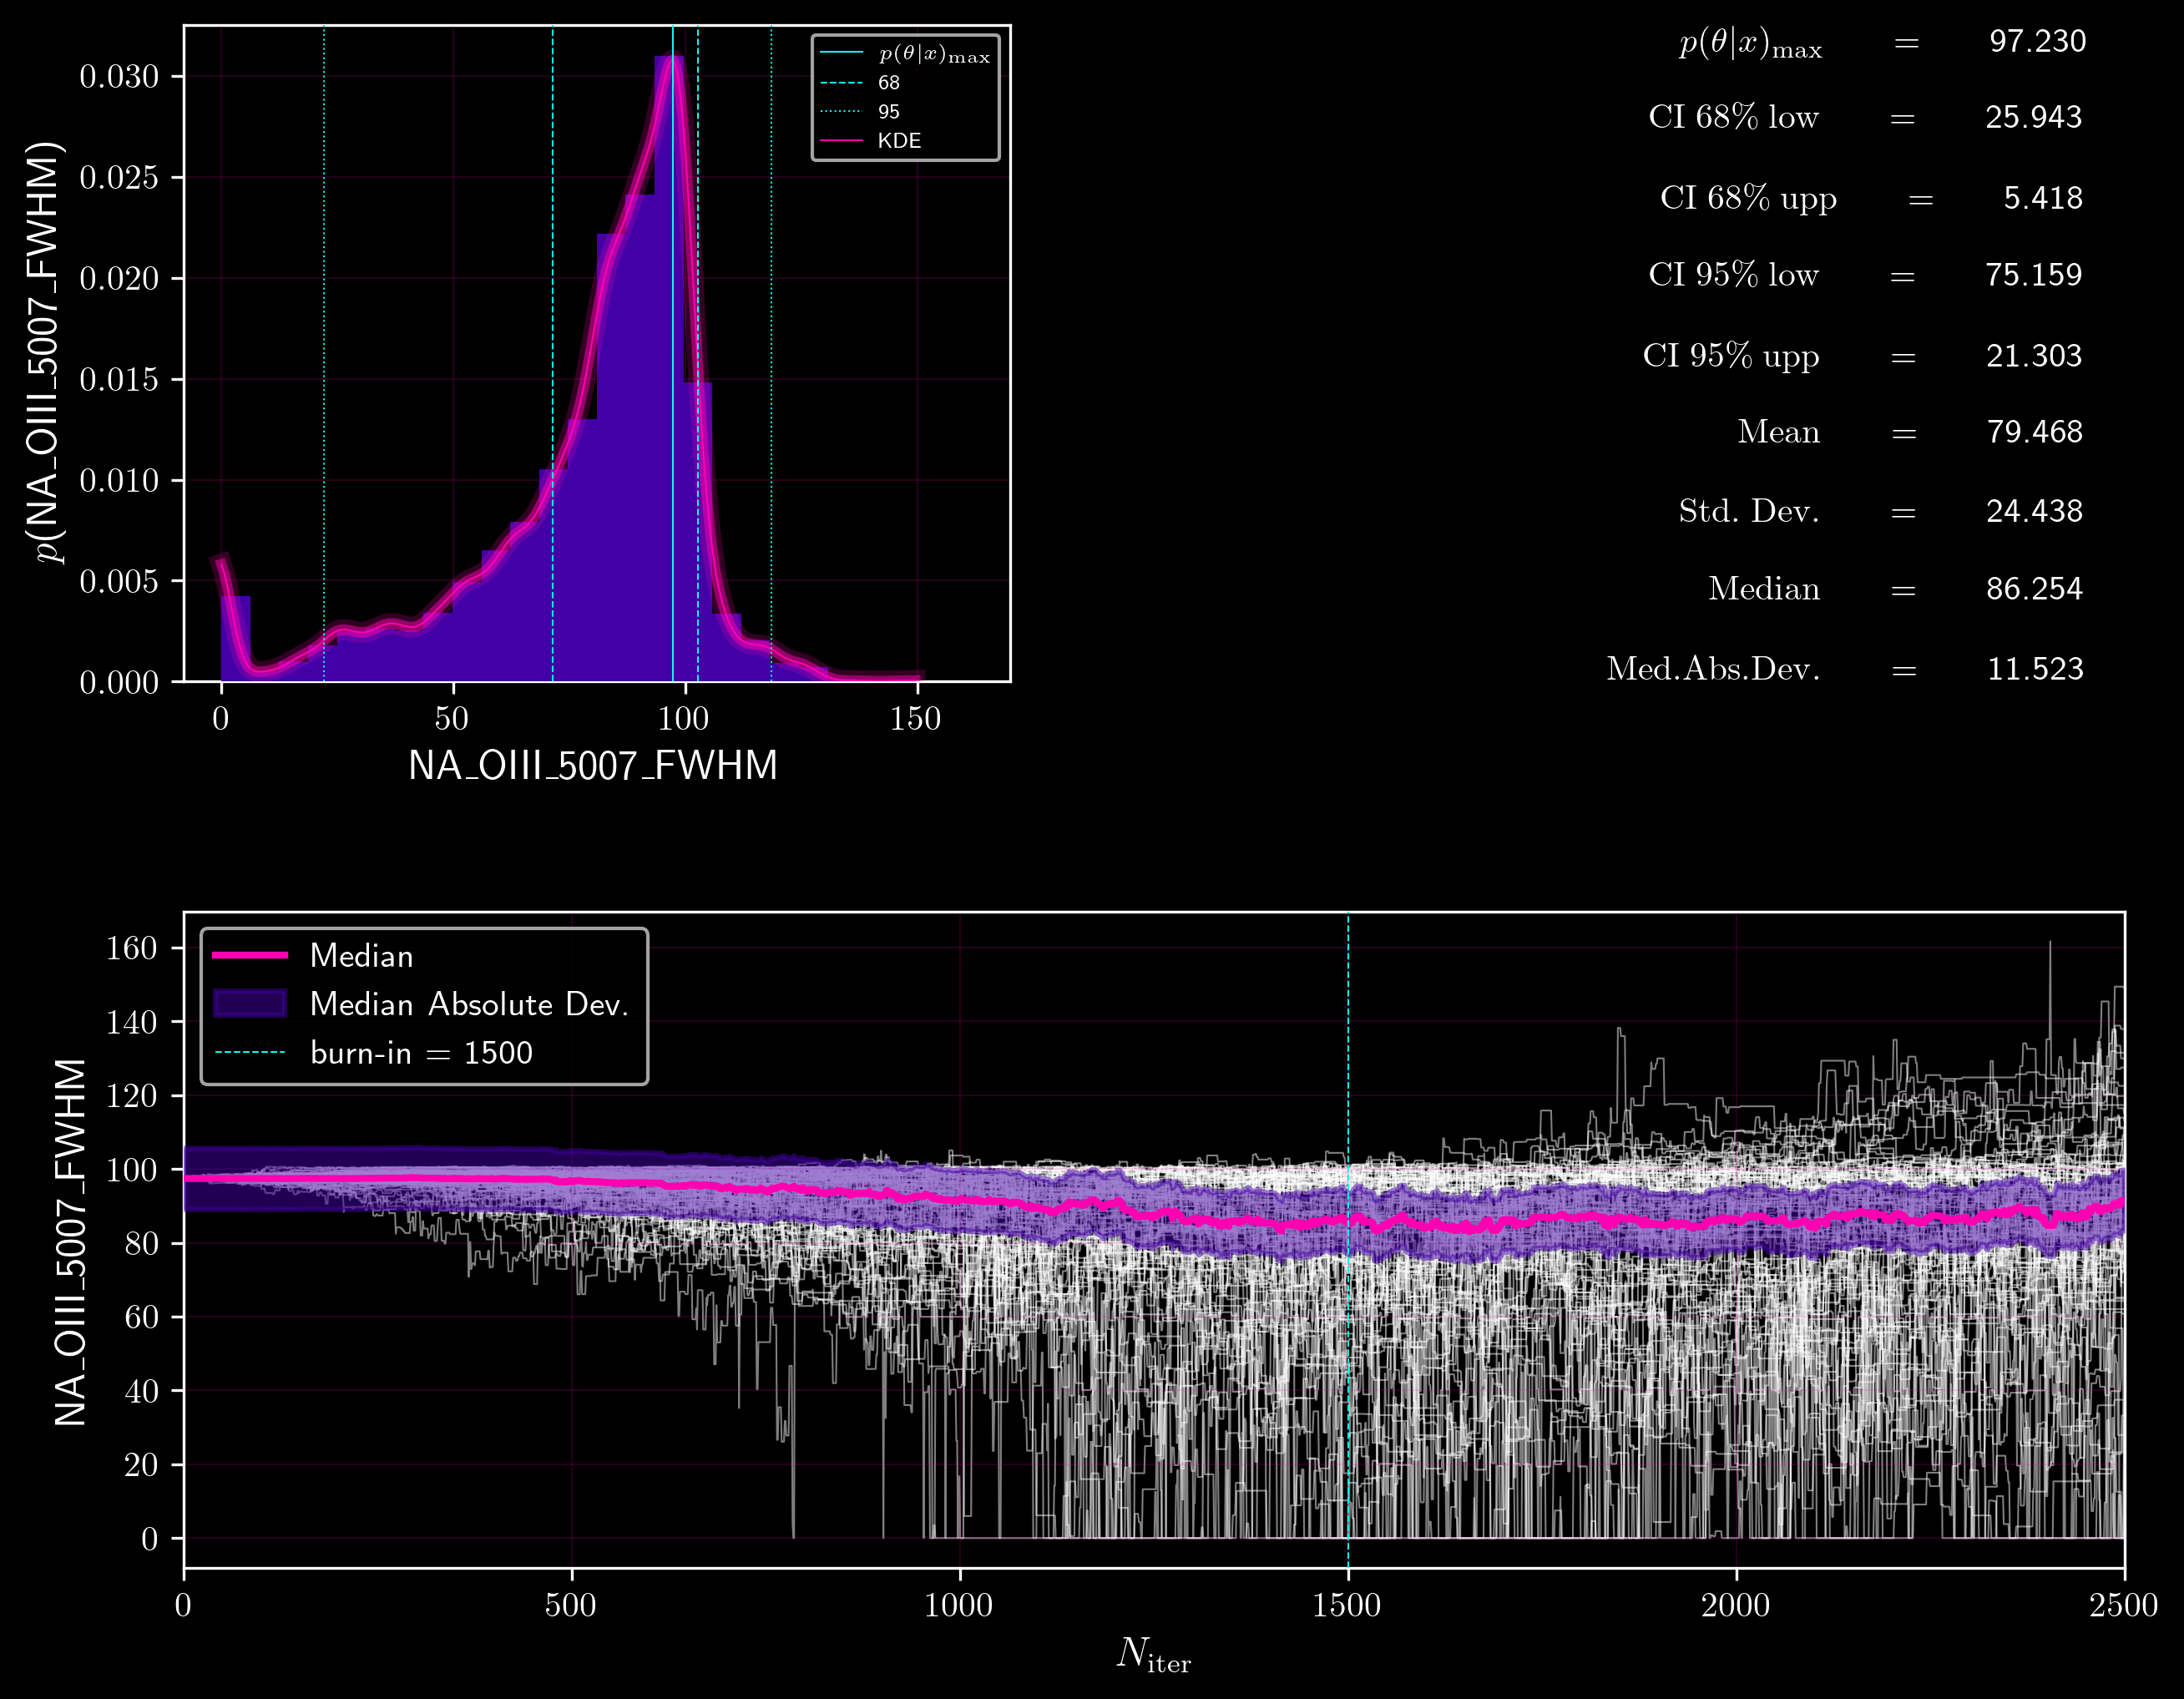 p(NA_OIII_5007_FWHM)
0.030
0.025
0.020
0.015
0.010
0.005
0.000
0 50 100 150
NA_OIII_5007_FWHM
p(θ|x)max
68
95
KDE
p(θ|x)max = 97.230
CI 68% low = 25.943
CI 68% upp = 5.418
CI 95% low = 75.159
CI 95% upp = 21.303
Mean = 79.468
Std. Dev. = 24.438
Median = 86.254
Med.Abs.Dev. = 11.523
NA_OIII_5007_FWHM
160
140
120
100
80
60
40
20
0
Median
Median Absolute Dev.
burn-in = 1500
0 500 1000 1500 2000 2500
Niter